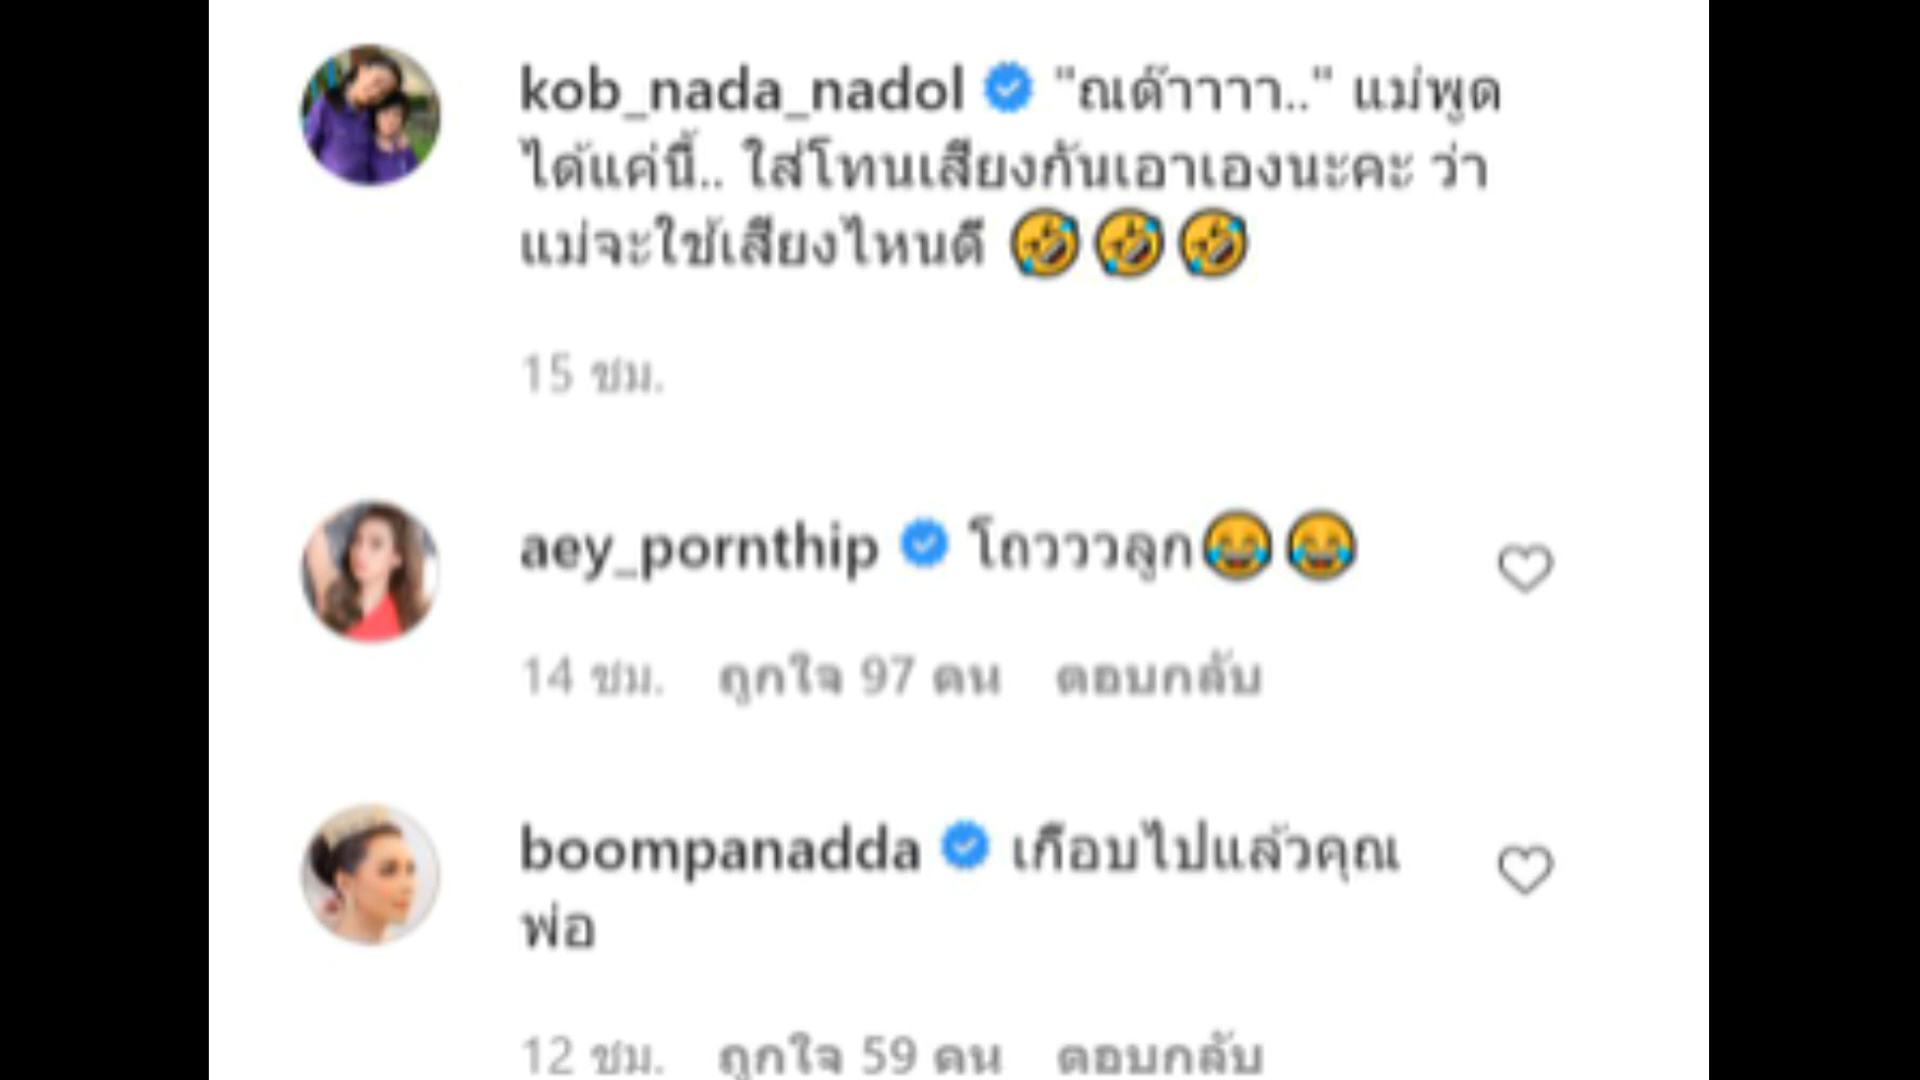 kob_nada_nadol "ณด๊าาาา.." แม่พูด
ได้แค่นี้.. ใส่โทนเสียงกันเอาเองนะคะ ว่า
แม่จะใช้เสียงไหนดี 🤣🤣🤣
15 ชม.
aey_pornthip โถวววลูก😂😂
14 ชม. ถูกใจ 97 คน ตอบกลับ
boompanadda เกือบไปแล้วคุณ
พ่อ
12 ชม. ถูกใจ 59 คน ตอบกลับ